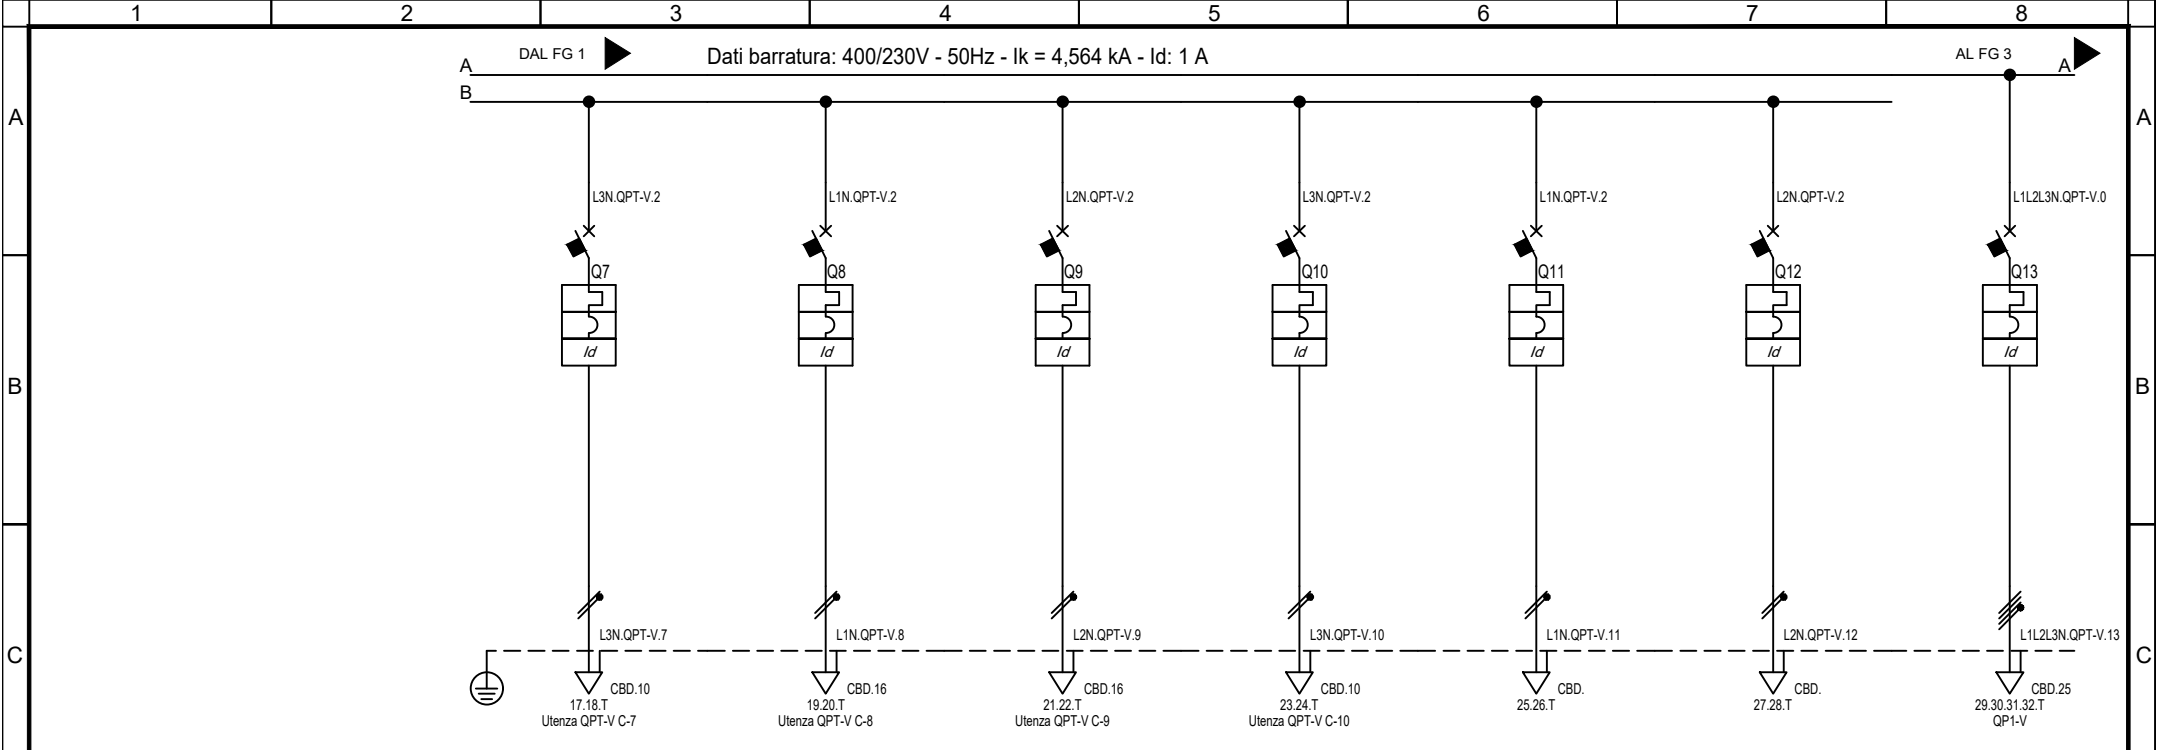 1 2 3 4 5 6 7 8
DAL FG 1 Dati barratura: 400/230V - 50Hz - Ik = 4,564 kA - Id: 1 A AL FG 3
A A
B
A A
L3N.QPT-V.2 L1N.QPT-V.2 L2N.QPT-V.2 L3N.QPT-V.2 L1N.QPT-V.2 L2N.QPT-V.2 L1L2L3N.QPT-V.0
Q7 Q8 Q9 Q10 Q11 Q12 Q13
Id Id Id Id Id Id Id
B B
L3N.QPT-V.7 L1N.QPT-V.8 L2N.QPT-V.9 L3N.QPT-V.10 L1N.QPT-V.11 L2N.QPT-V.12 L1L2L3N.QPT-V.13
C C
CBD.10 CBD.16 CBD.16 CBD.10 CBD. CBD. CBD.25
17.18.T 19.20.T 21.22.T 23.24.T 25.26.T 27.28.T 29.30.31.32.T
Utenza QPT-V C-7 Utenza QPT-V C-8 Utenza QPT-V C-9 Utenza QPT-V C-10 QP1-V